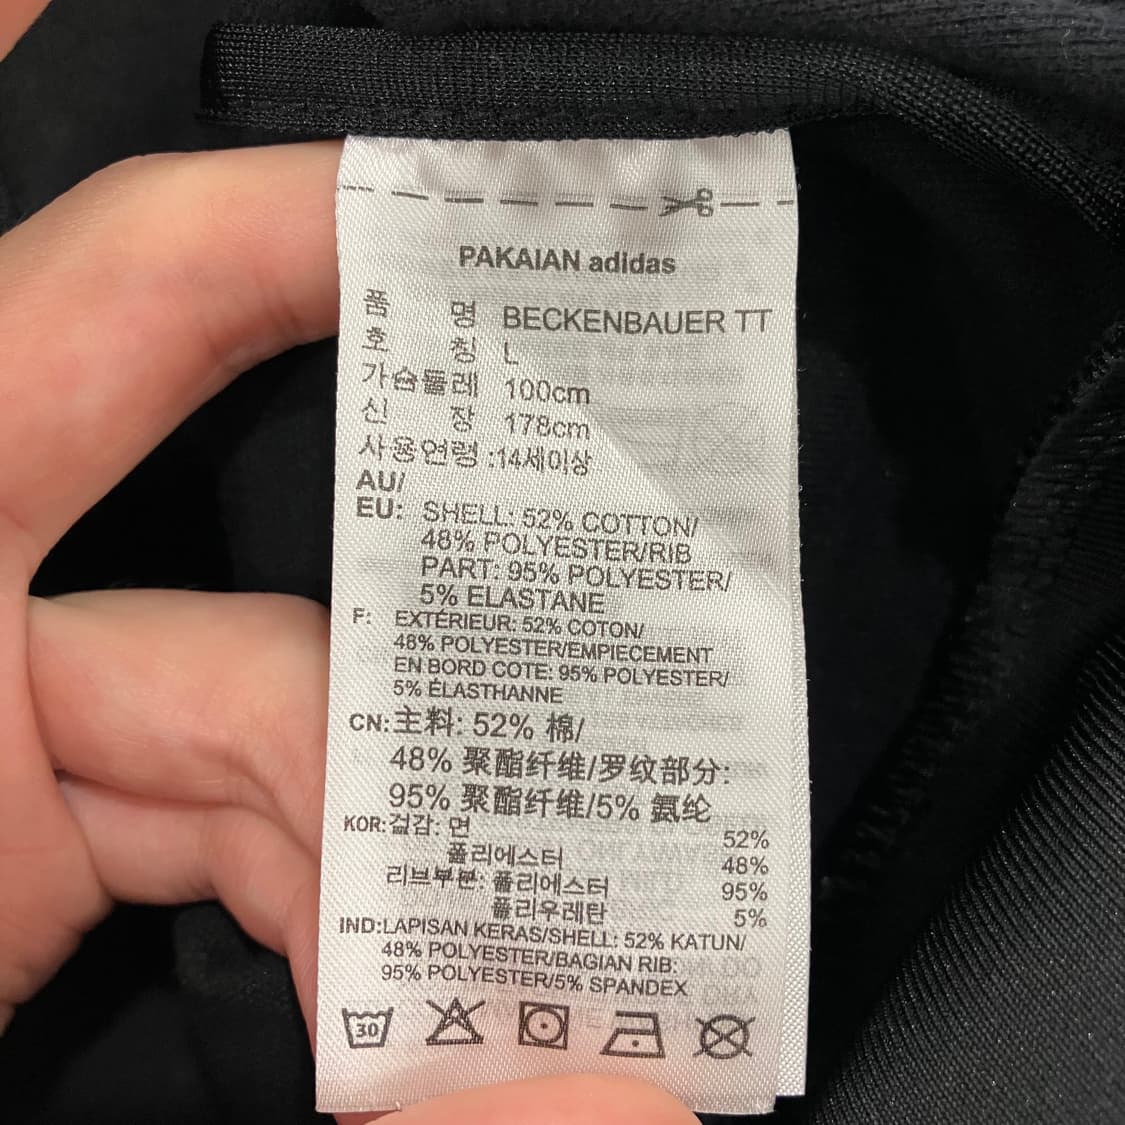 PAKAIAN adidas
품 명 BECKENBAUER TT
호 칭 L
가슴둘레 100cm
신 장 178cm
사용연령 :14세이상
AU/
EU: SHELL: 52% COTTON/
48% POLYESTER/RIB
PART: 95% POLYESTER/
5% ELASTANE
F: EXTÉRIEUR: 52% COTON/
48% POLYESTER/EMPIECEMENT
EN BORD COTE: 95% POLYESTER/
5% ÉLASTHANNE
CN:主料: 52% 棉/
48% 聚酯纤维/罗纹部分:
95% 聚酯纤维/5% 氨纶
KOR:겉감: 면 52%
폴리에스터 48%
리브부분: 폴리에스터 95%
폴리우레탄 5%
IND:LAPISAN KERAS/SHELL: 52% KATUN/
48% POLYESTER/BAGIAN RIB:
95% POLYESTER/5% SPANDEX
30